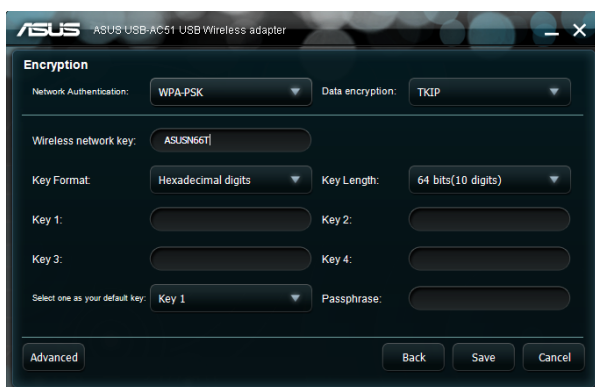 ASUS ASUS USB-AC51 USB Wireless adapter
Encryption
Network Authentication: WPA-PSK Data encryption: TKIP
Wireless network key: ASUSN66T
Key Format: Hexadecimal digits Key Length: 64 bits(10 digits)
Key 1: Key 2:
Key 3: Key 4:
Select one as your default key: Key 1 Passphrase:
Advanced Back Save Cancel